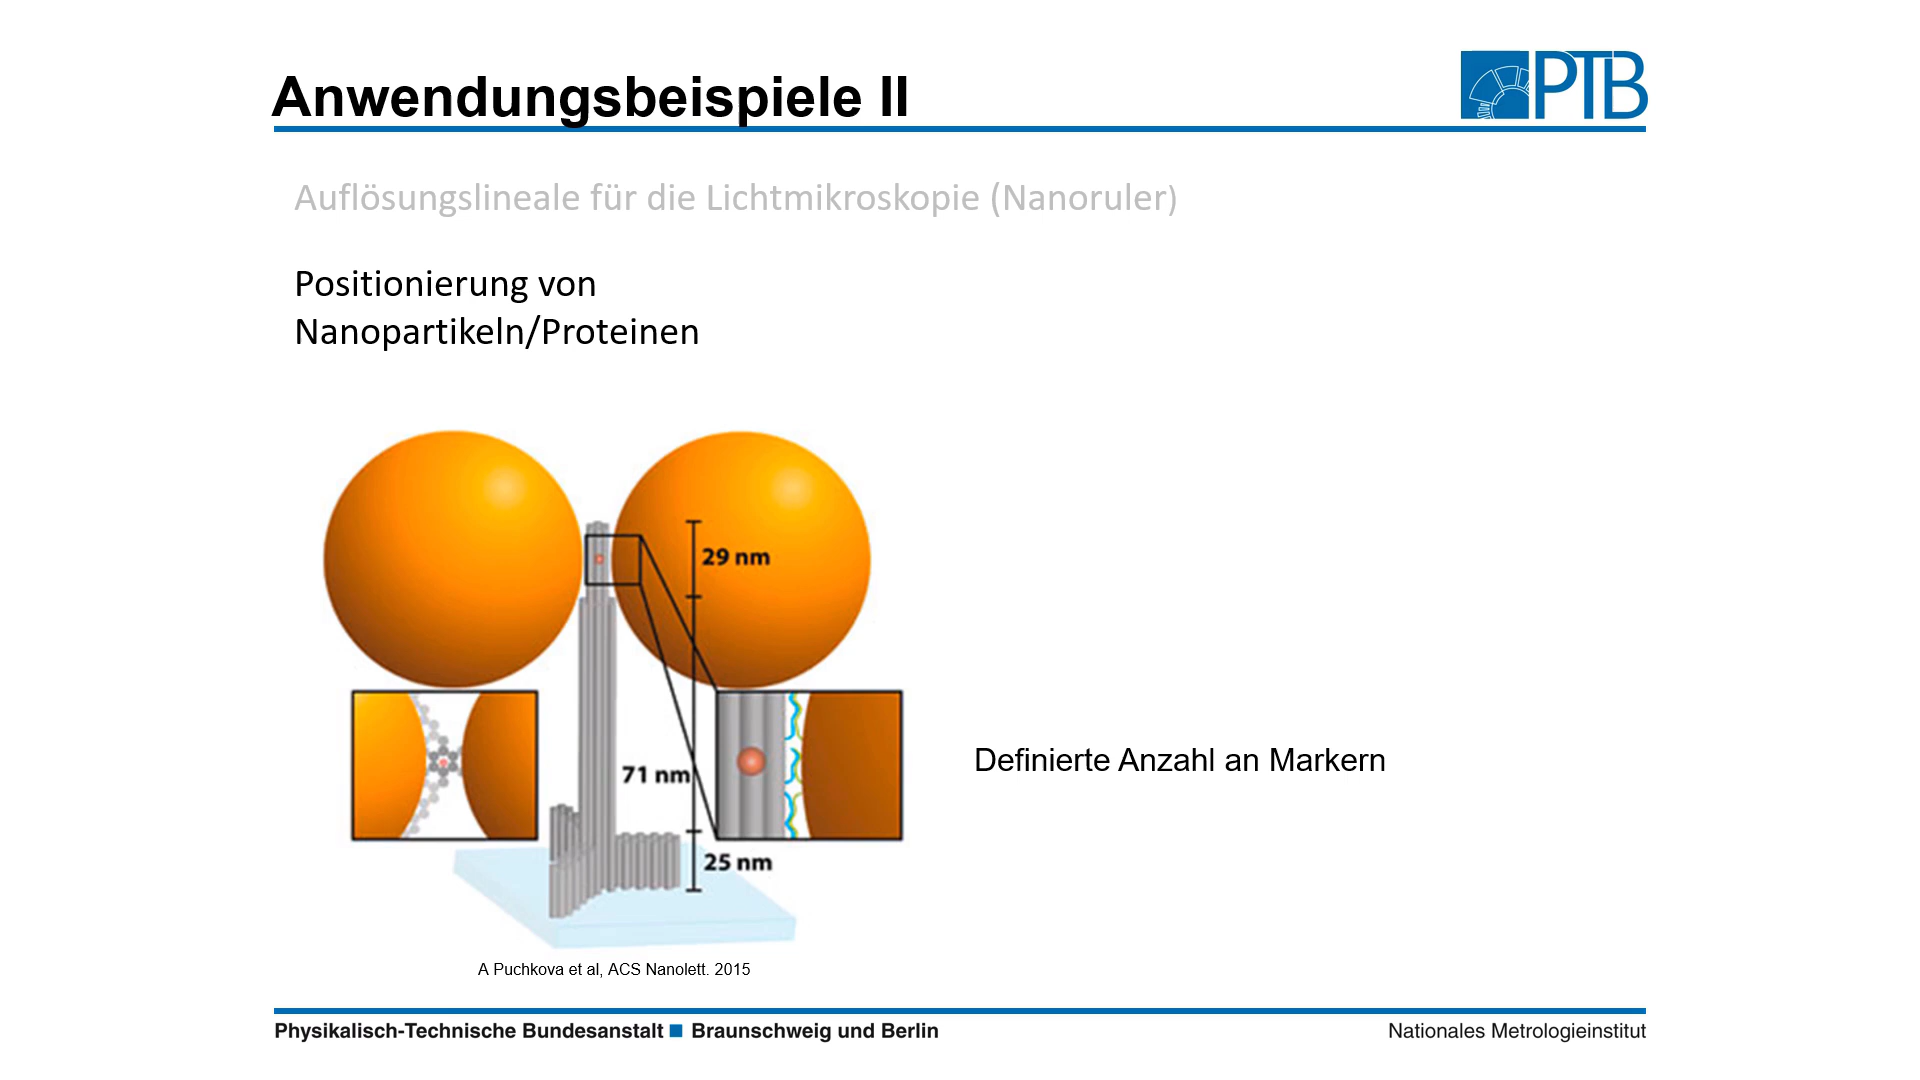 Anwendungsbeispiele II
PTB
Auflösungslineale für die Lichtmikroskopie (Nanoruler)
Positionierung von
Nanopartikeln/Proteinen
29 nm
71 nm
25 nm
Definierte Anzahl an Markern
A Puchkova et al, ACS Nanolett. 2015
Physikalisch-Technische Bundesanstalt ■ Braunschweig und Berlin
Nationales Metrologieinstitut